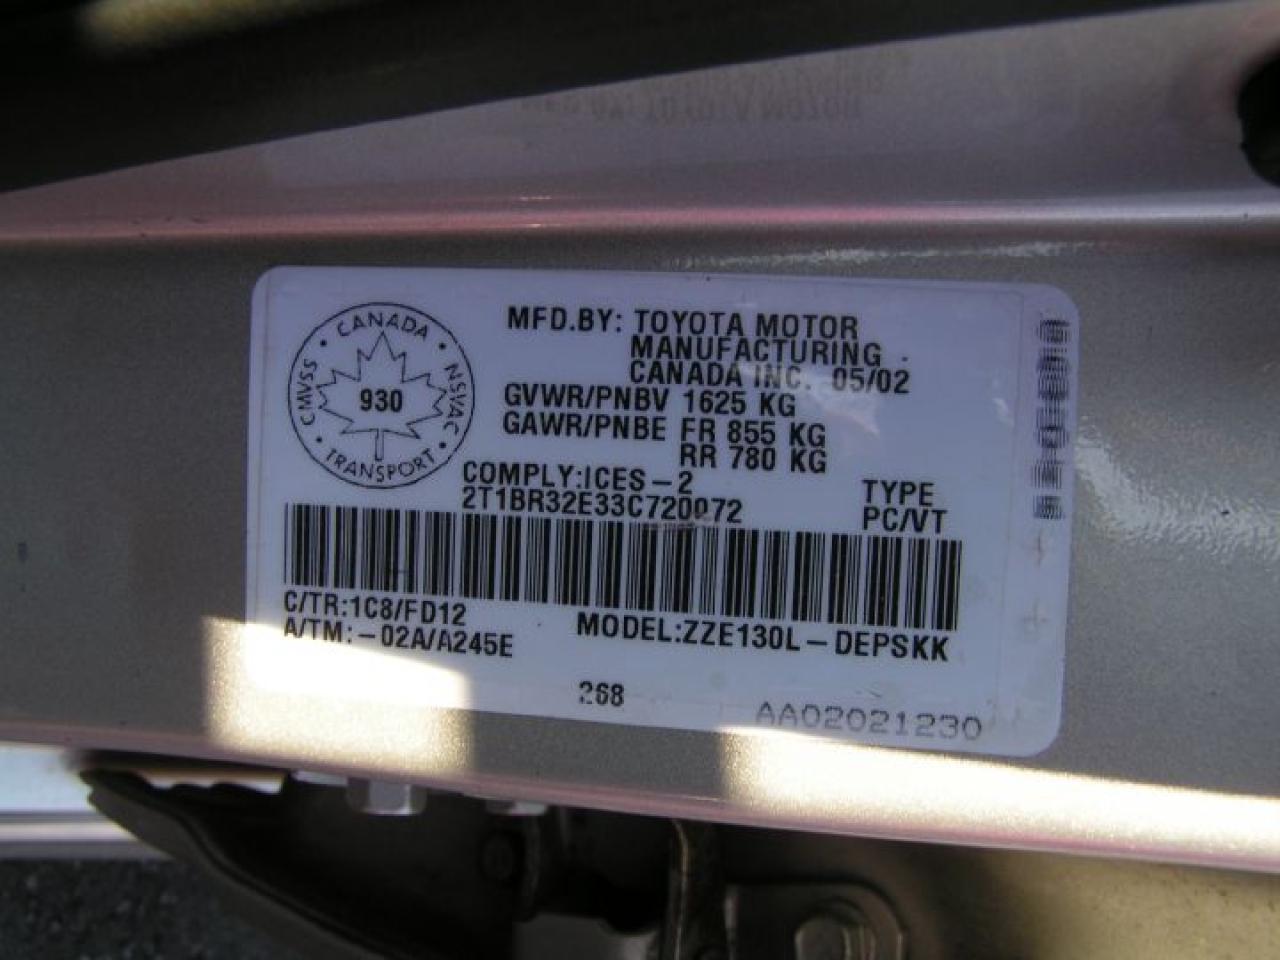 CANADA · NSVAC · TRANSPORT · CMVSS ·
930
MFD.BY: TOYOTA MOTOR
MANUFACTURING
CANADA INC. 05/02
GVWR/PNBV 1625 KG
GAWR/PNBE FR 855 KG
RR 780 KG
COMPLY:ICES-2
2T1BR32E33C720072
TYPE
PC/VT
C/TR:1C8/FD12
A/TM:-02A/A245E
MODEL:ZZE130L-DEPSKK
268
AA02021230